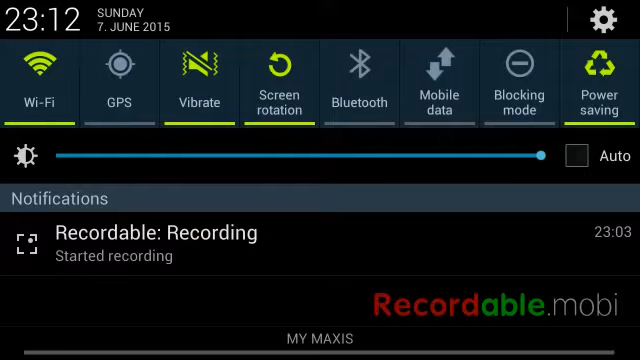 23:12
SUNDAY
7. JUNE 2015
Wi-Fi
GPS
Vibrate
Screen
rotation
Bluetooth
Mobile
data
Blocking
mode
Power
saving
Auto
Notifications
Recordable: Recording
23:03
Started recording
Recordable.mobi
MY MAXIS